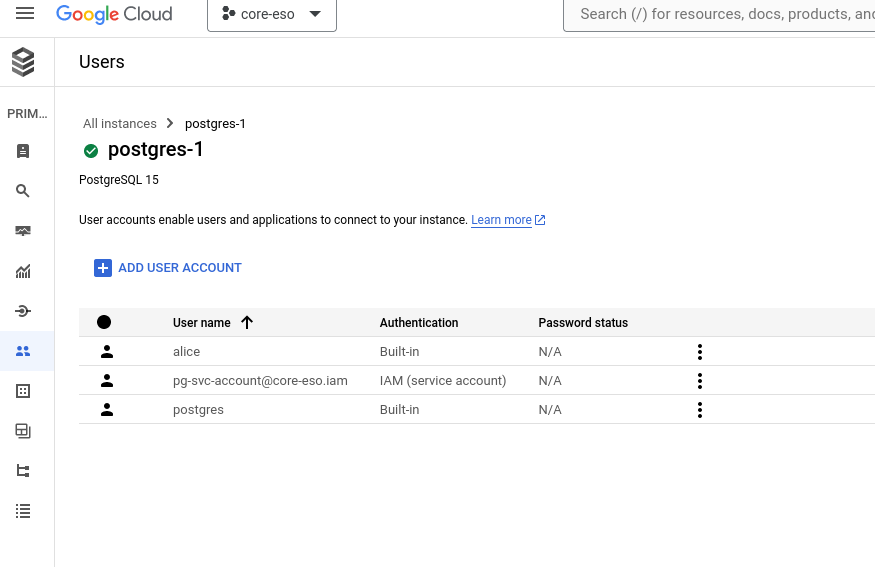 Google Cloud
core-eso
Search (/) for resources, docs, products, and
Users
PRIM...
All instances
postgres-1
postgres-1
PostgreSQL 15
User accounts enable users and applications to connect to your instance. Learn more
ADD USER ACCOUNT
User name Authentication Password status
alice Built-in N/A
pg-svc-account@core-eso.iam IAM (service account) N/A
postgres Built-in N/A